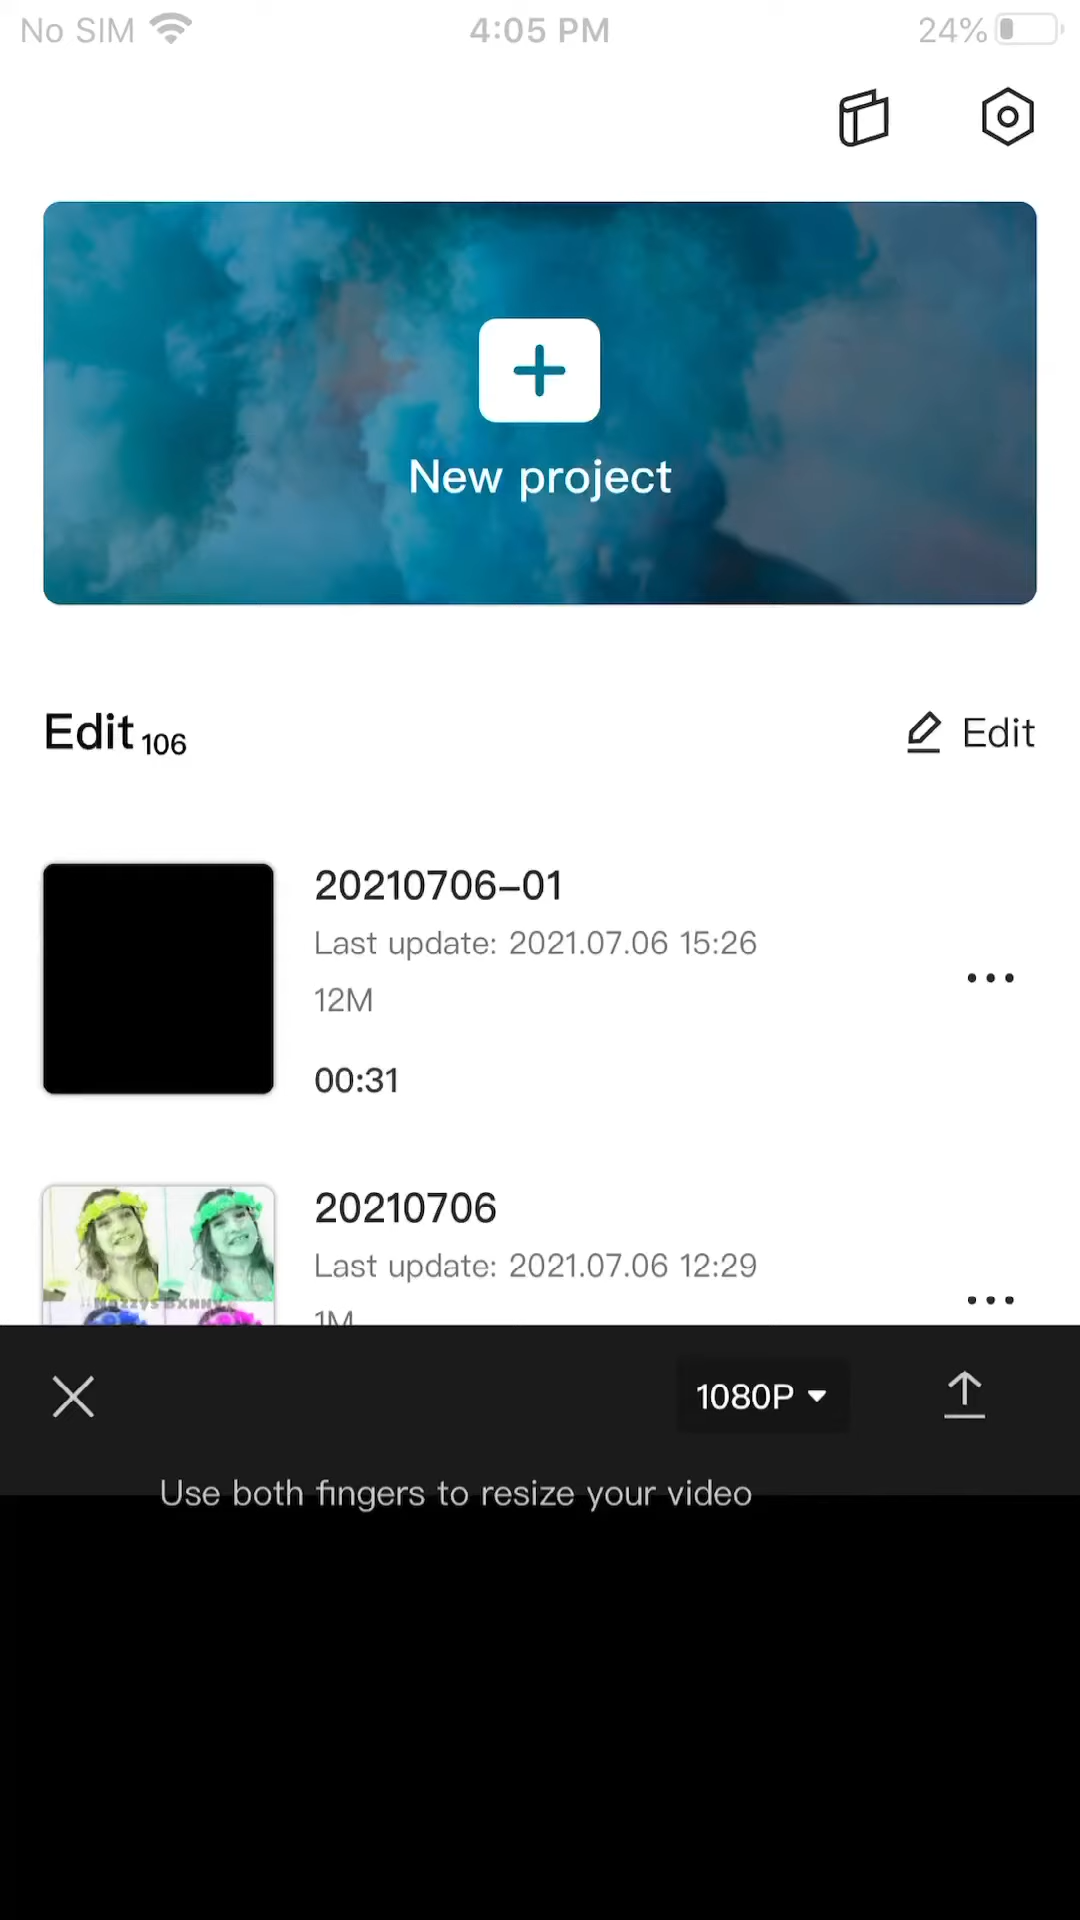 No SIM 4:05 PM 24%
New project
Edit 106
Edit
20210706-01
Last update: 2021.07.06 15:26
12M
00:31
20210706
Last update: 2021.07.06 12:29
1M
1080P
Use both fingers to resize your video